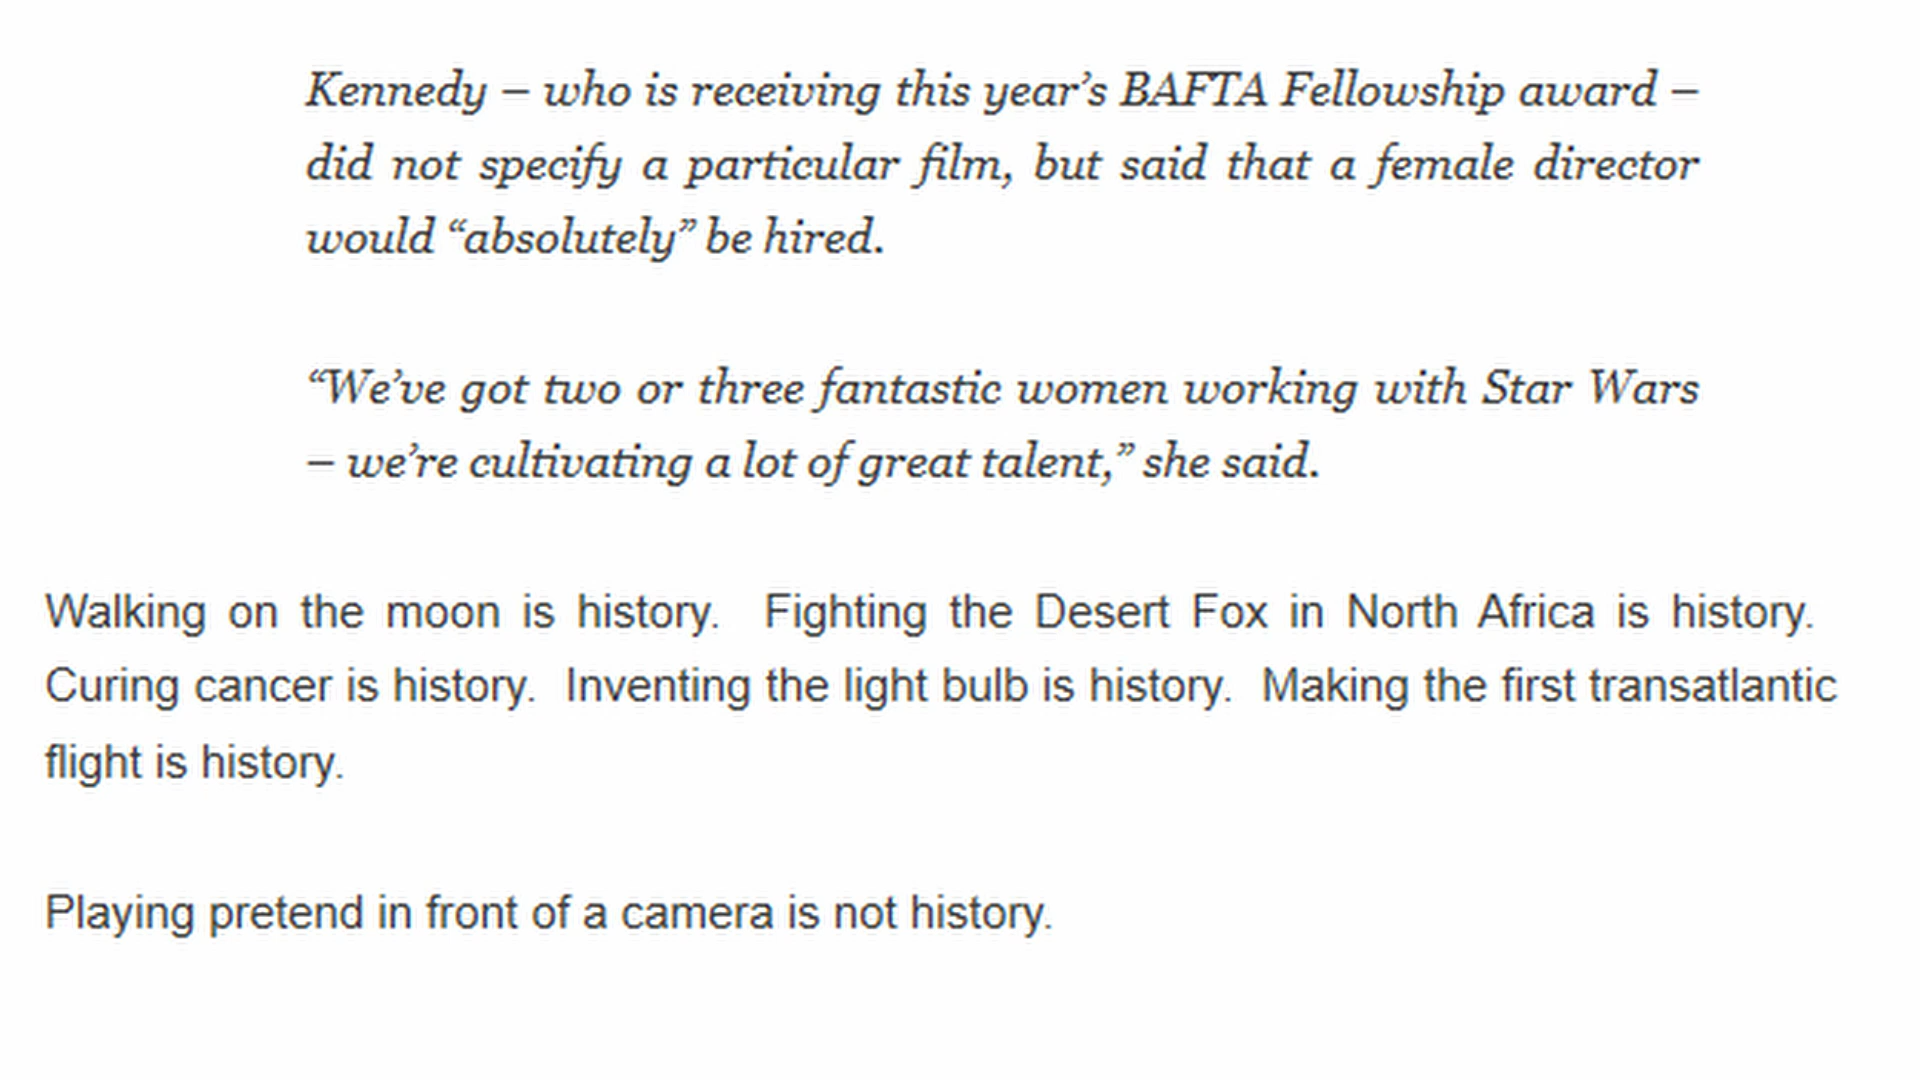 Kennedy – who is receiving this year’s BAFTA Fellowship award –
did not specify a particular film, but said that a female director
would “absolutely” be hired.
“We’ve got two or three fantastic women working with Star Wars
– we’re cultivating a lot of great talent,” she said.
Walking on the moon is history.  Fighting the Desert Fox in North Africa is history.
Curing cancer is history.  Inventing the light bulb is history.  Making the first transatlantic
flight is history.
Playing pretend in front of a camera is not history.